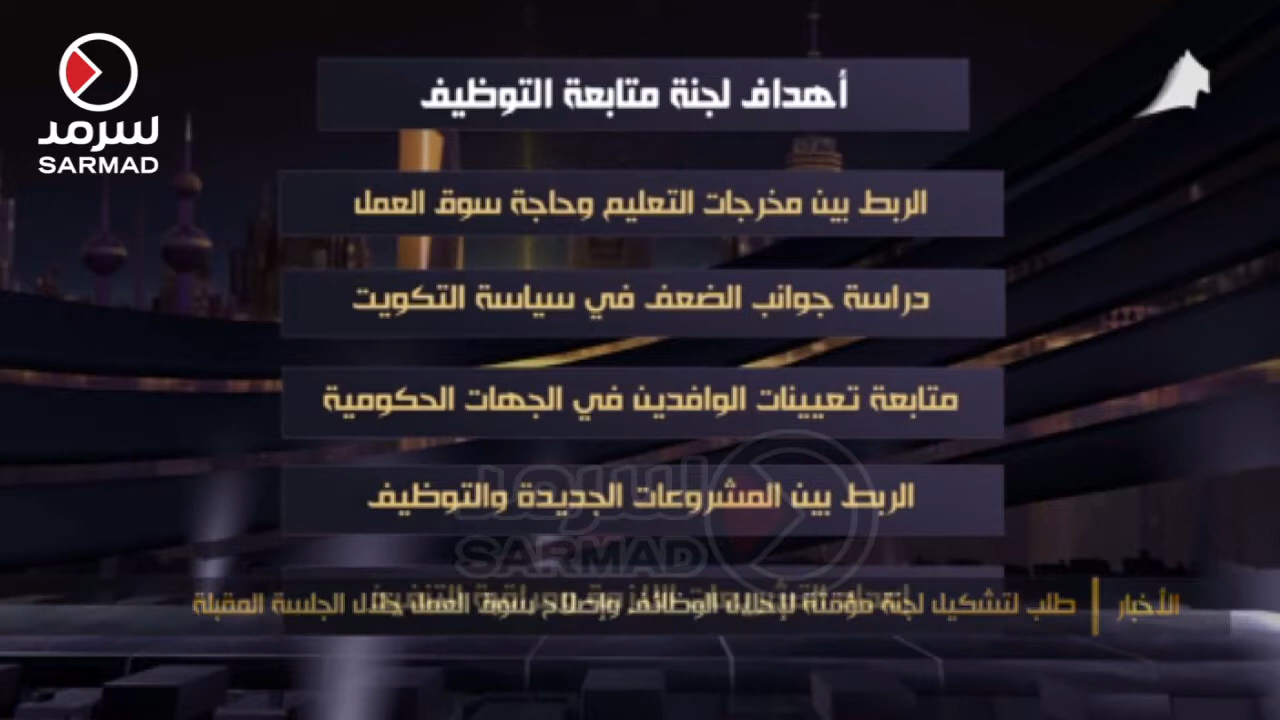 سرمد
SARMAD
أهداف لجنة متابعة التوظيف
الربط بين مخرجات التعليم وحاجة سوق العمل
دراسة جوانب الضعف في سياسة التكويت
متابعة تعيينات الوافدين في الجهات الحكومية
الربط بين المشروعات الجديدة والتوظيف
سرمد
SARMAD
الأخبار | طلب لتشكيل لجنة مؤقتة لإحلال الوظائف وإصلاح سوق العمل خلال الجلسة المقبلة